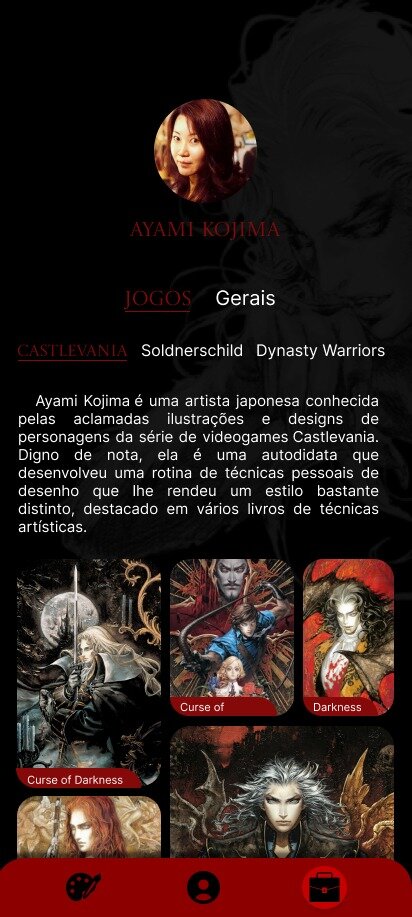 AYAMI KOJIMA
JOGOS Gerais
CASTLEVANIA Soldnerschild Dynasty Warriors
Ayami Kojima é uma artista japonesa conhecida
pelas aclamadas ilustrações e designs de
personagens da série de videogames Castlevania.
Digno de nota, ela é uma autodidata que
desenvolveu uma rotina de técnicas pessoais de
desenho que lhe rendeu um estilo bastante
distinto, destacado em vários livros de técnicas
artísticas.
Curse of
Darkness
Curse of Darkness